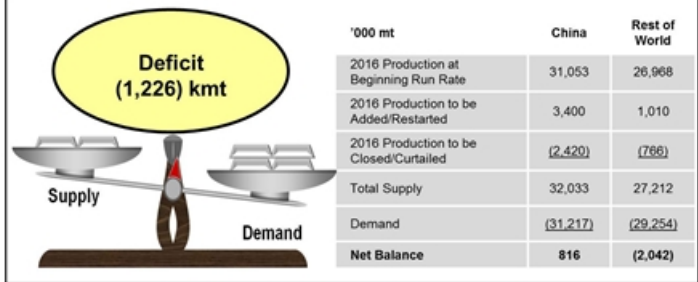 Deficit
(1,226) kmt
Supply
Demand
'000 mt China Rest of World
2016 Production at Beginning Run Rate 31,053 26,968
2016 Production to be Added/Restarted 3,400 1,010
2016 Production to be Closed/Curtailed (2,420) (766)
Total Supply 32,033 27,212
Demand (31,217) (29,254)
Net Balance 816 (2,042)